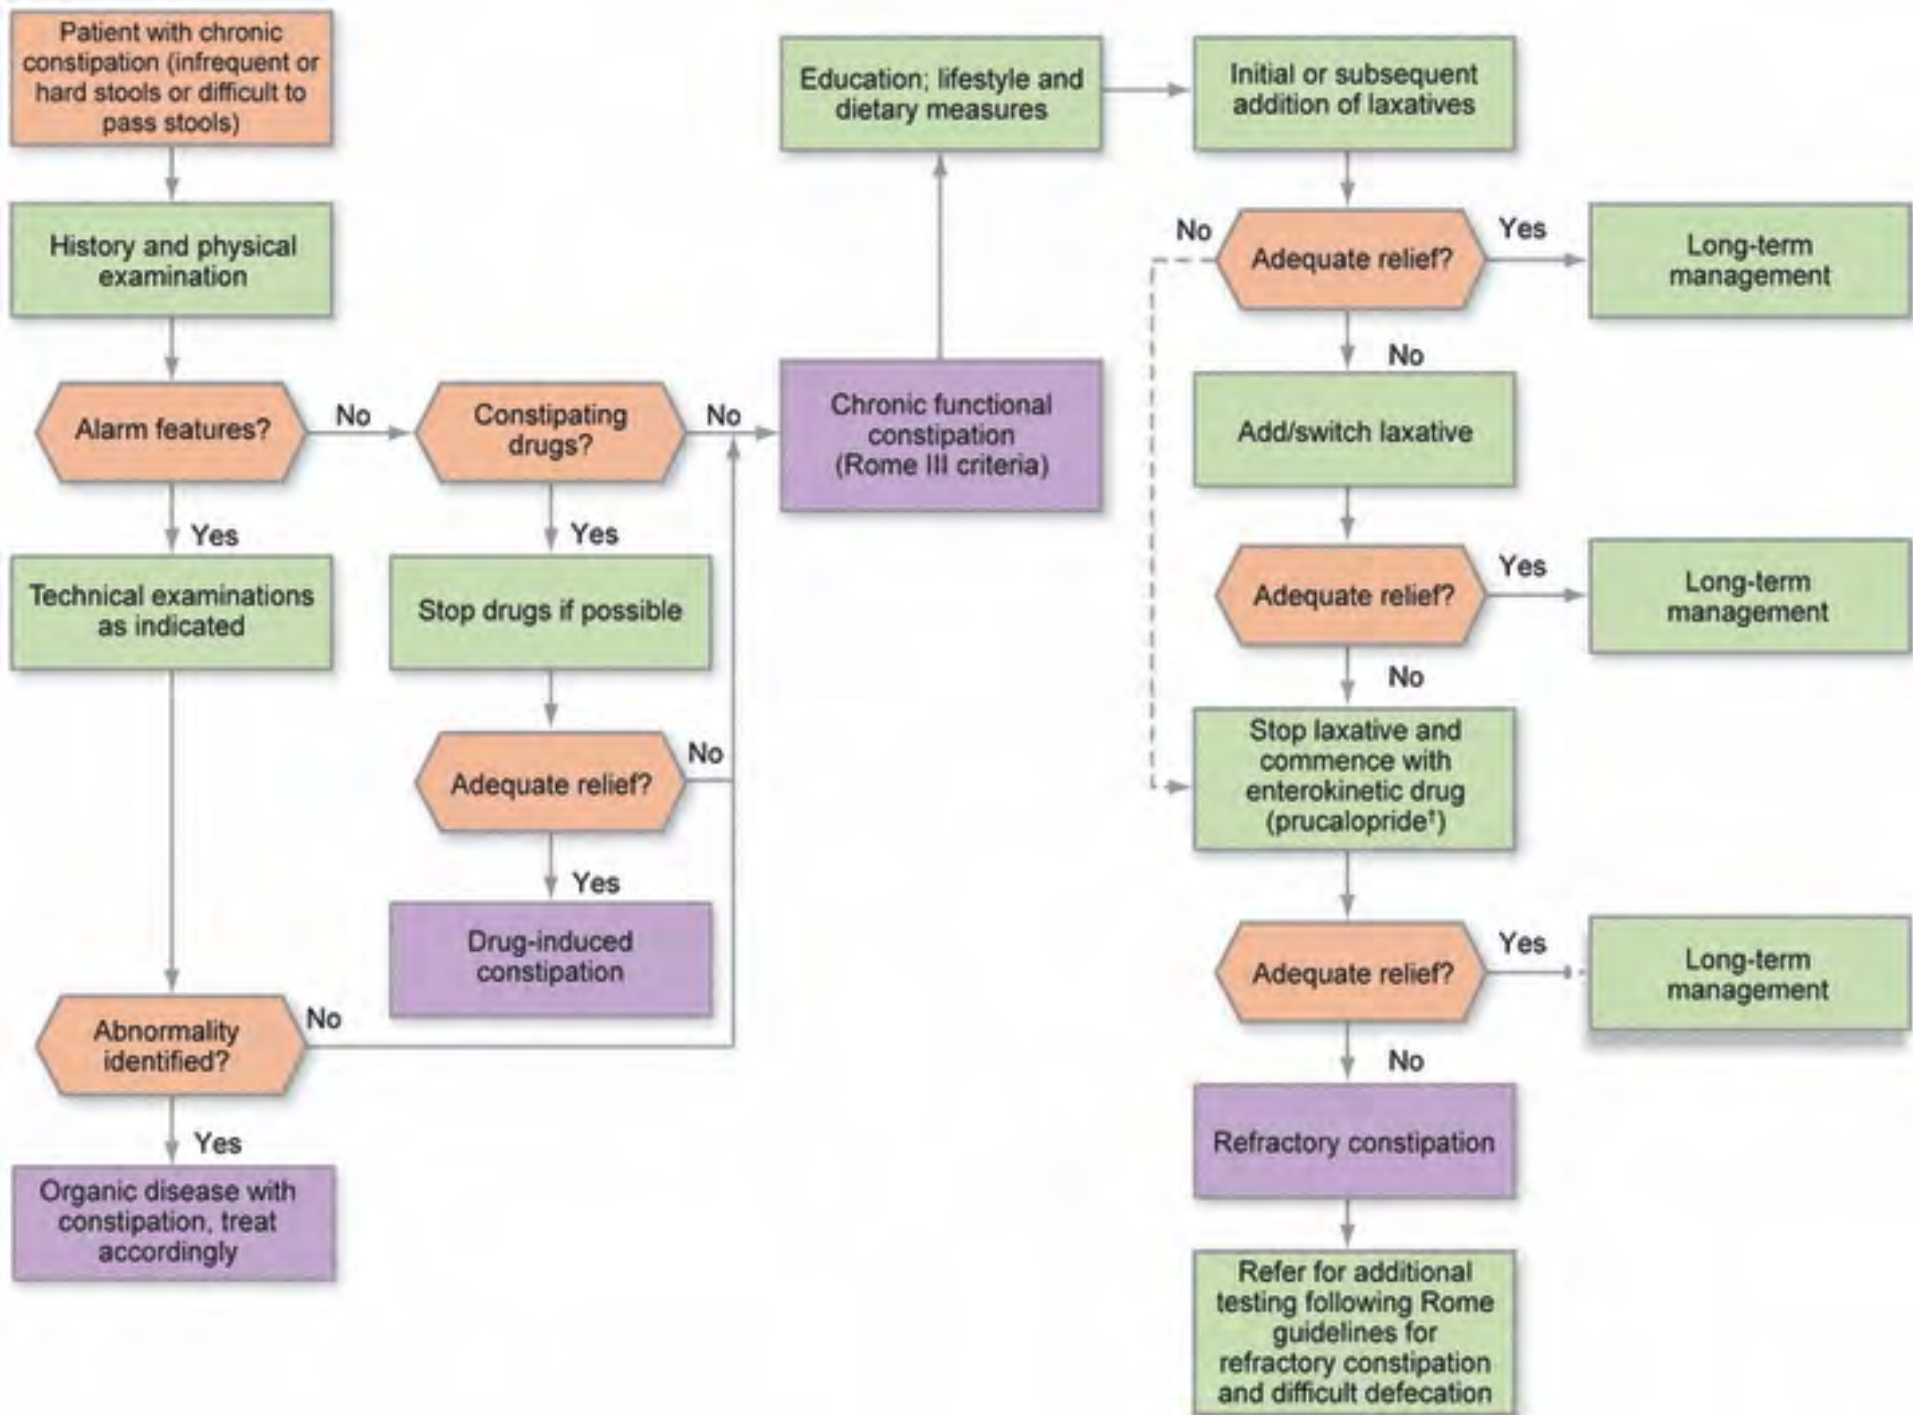 Patient with chronic
constipation (infrequent or
hard stools or difficult to
pass stools)
History and physical
examination
Alarm features?
No
Yes
Technical examinations
as indicated
Abnormality
identified?
No
Yes
Organic disease with
constipation, treat
accordingly
Constipating
drugs?
No
Yes
Stop drugs if possible
Adequate relief?
No
Yes
Drug-induced
constipation
Chronic functional
constipation
(Rome III criteria)
Education; lifestyle and
dietary measures
Initial or subsequent
addition of laxatives
No
Adequate relief?
Yes
Long-term
management
No
Add/switch laxative
Adequate relief?
Yes
Long-term
management
No
Stop laxative and
commence with
enterokinetic drug
(prucalopride†)
Adequate relief?
Yes
Long-term
management
No
Refractory constipation
Refer for additional
testing following Rome
guidelines for
refractory constipation
and difficult defecation